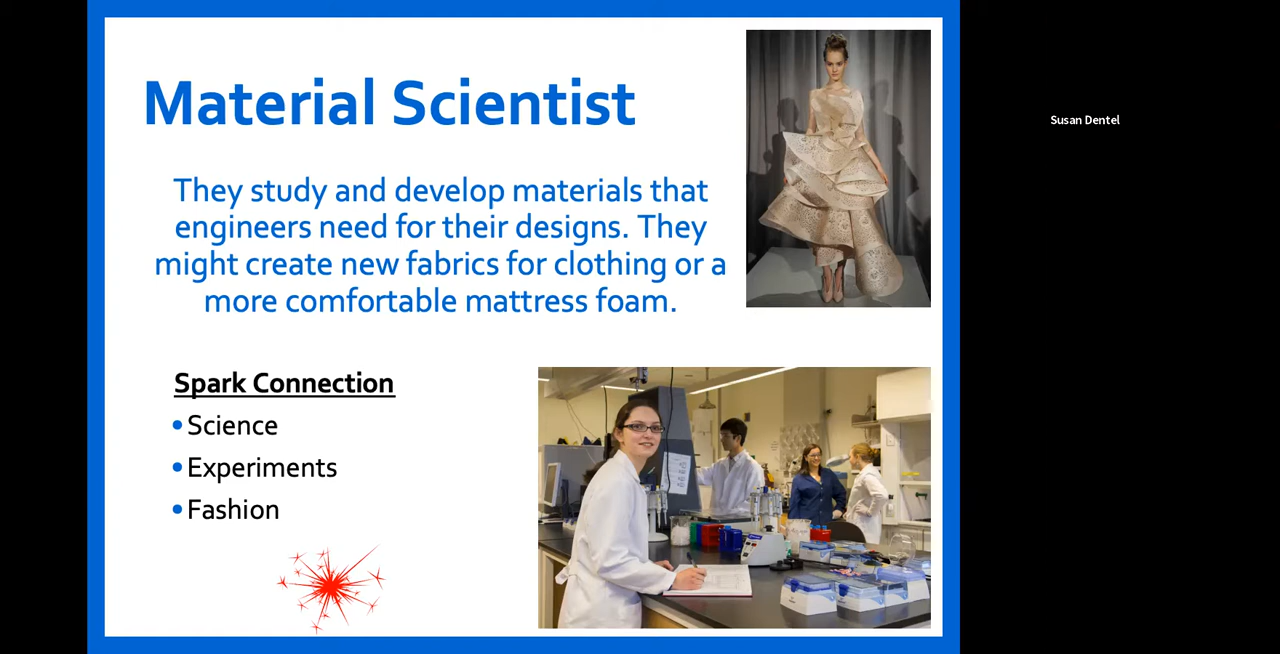 Material Scientist
They study and develop materials that
engineers need for their designs. They
might create new fabrics for clothing or a
more comfortable mattress foam.
Spark Connection
•Science
•Experiments
•Fashion
Susan Dentel